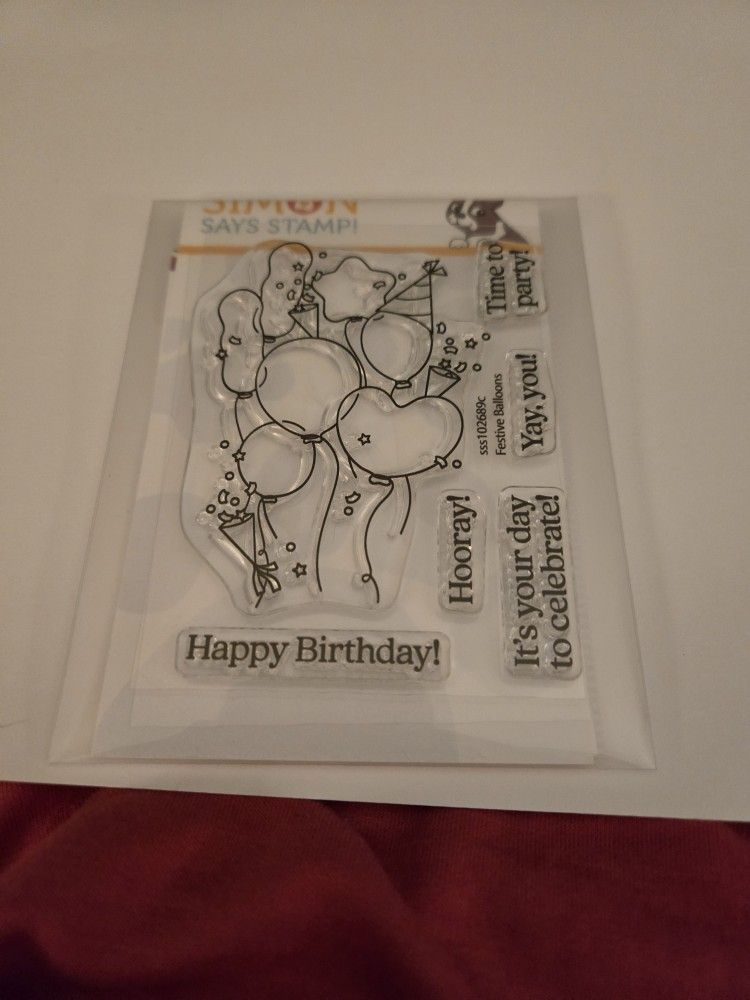 SIMON
SAYS STAMP!
Time to
party!
Yay, you!
sss102689c
Festive Balloons
Hooray!
It's your day
to celebrate!
Happy Birthday!